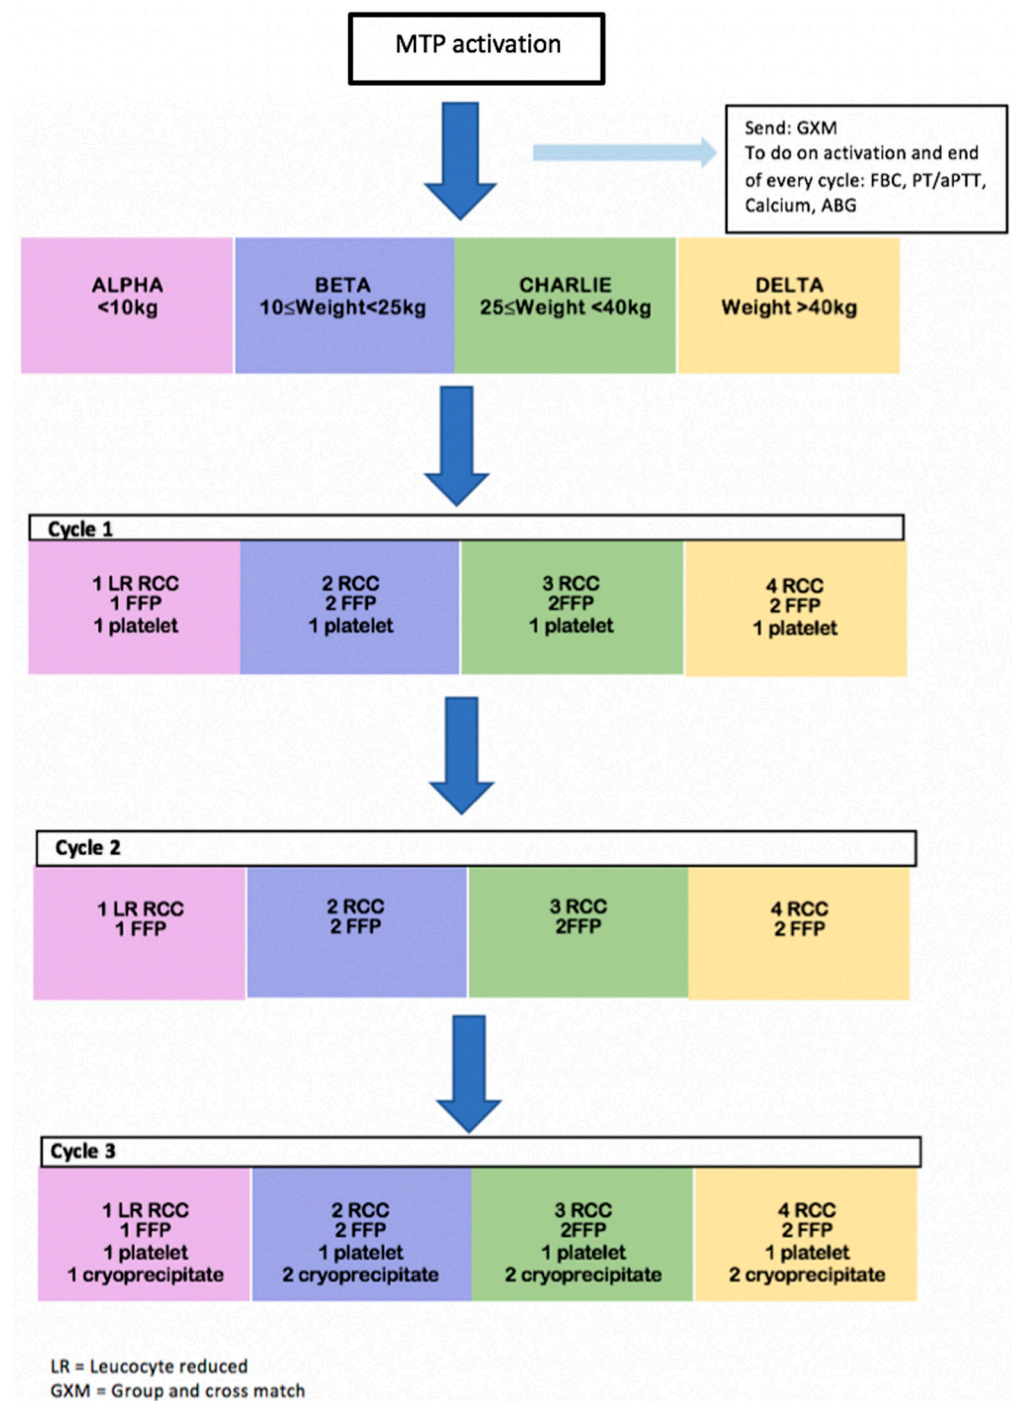 MTP activation
Send: GXM
To do on activation and end
of every cycle: FBC, PT/aPTT,
Calcium, ABG
ALPHA
<10kg
BETA
10≤Weight<25kg
CHARLIE
25≤Weight <40kg
DELTA
Weight >40kg
Cycle 1
1 LR RCC
1 FFP
1 platelet
2 RCC
2 FFP
1 platelet
3 RCC
2FFP
1 platelet
4 RCC
2 FFP
1 platelet
Cycle 2
1 LR RCC
1 FFP
2 RCC
2 FFP
3 RCC
2FFP
4 RCC
2 FFP
Cycle 3
1 LR RCC
1 FFP
1 platelet
1 cryoprecipitate
2 RCC
2 FFP
1 platelet
2 cryoprecipitate
3 RCC
2FFP
1 platelet
2 cryoprecipitate
4 RCC
2 FFP
1 platelet
2 cryoprecipitate
LR = Leucocyte reduced
GXM = Group and cross match